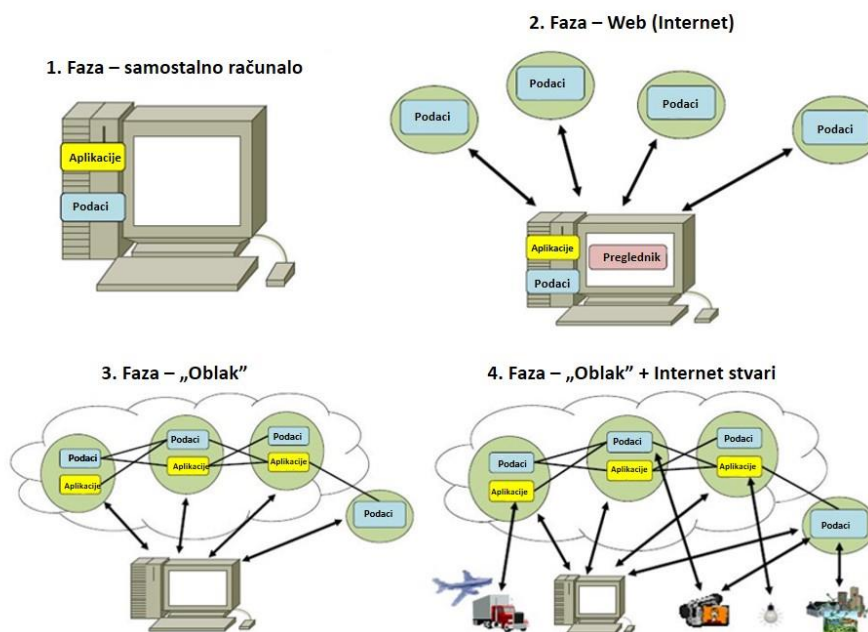 1. Faza – samostalno računalo
Aplikacije
Podaci
2. Faza – Web (Internet)
Podaci
Podaci
Podaci
Podaci
Aplikacije
Preglednik
Podaci
3. Faza – „Oblak”
Podaci
Podaci
Podaci
Aplikacije
Aplikacije
Aplikacije
Podaci
4. Faza – „Oblak” + Internet stvari
Podaci
Podaci
Podaci
Aplikacije
Aplikacije
Aplikacije
Podaci